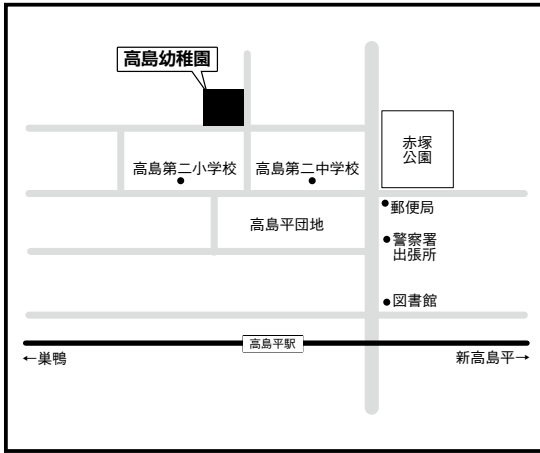 高島幼稚園
赤塚
公園
高島第二小学校
高島第二中学校
郵便局
高島平団地
警察署
出張所
図書館
高島平駅
←巣鴨
新高島平→